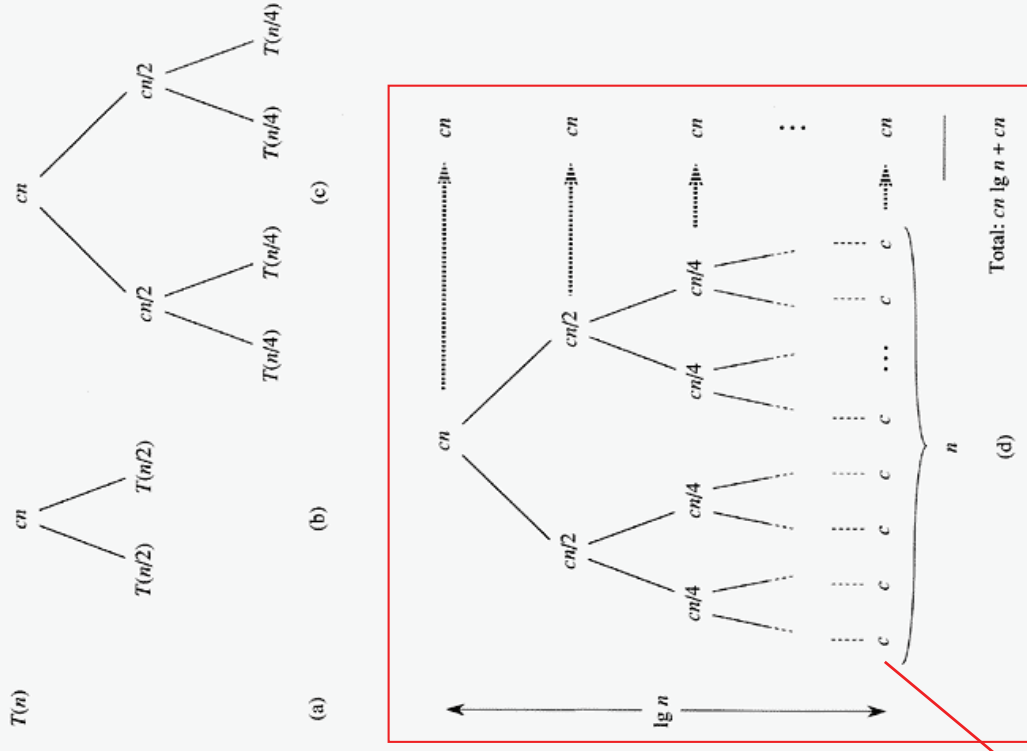 T(n) cn cn
T(n/2) T(n/2) cn/2 cn/2
T(n/4) T(n/4) T(n/4) T(n/4)
(a) (b) (c)
cn cn
cn/2 cn/2 cn
lg n
cn/4 cn/4 cn/4 cn/4 cn
...
c c c c c ... c c cn
n
Total: cn lg n + cn
(d)